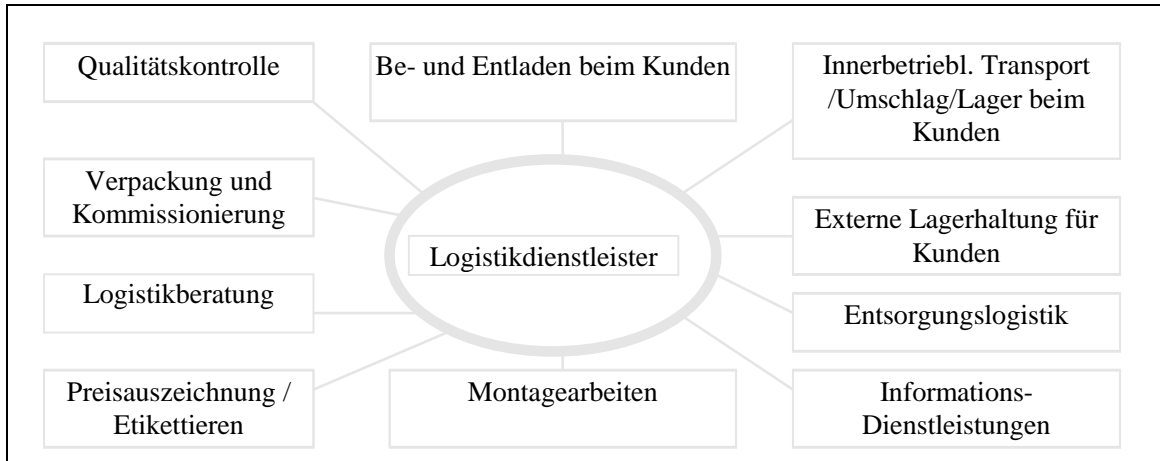 Qualitätskontrolle
Be- und Entladen beim Kunden
Innerbetriebl. Transport
/Umschlag/Lager beim
Kunden
Verpackung und
Kommissionierung
Externe Lagerhaltung für
Kunden
Logistikdienstleister
Logistikberatung
Entsorgungslogistik
Preisauszeichnung /
Etikettieren
Montagearbeiten
Informations-
Dienstleistungen